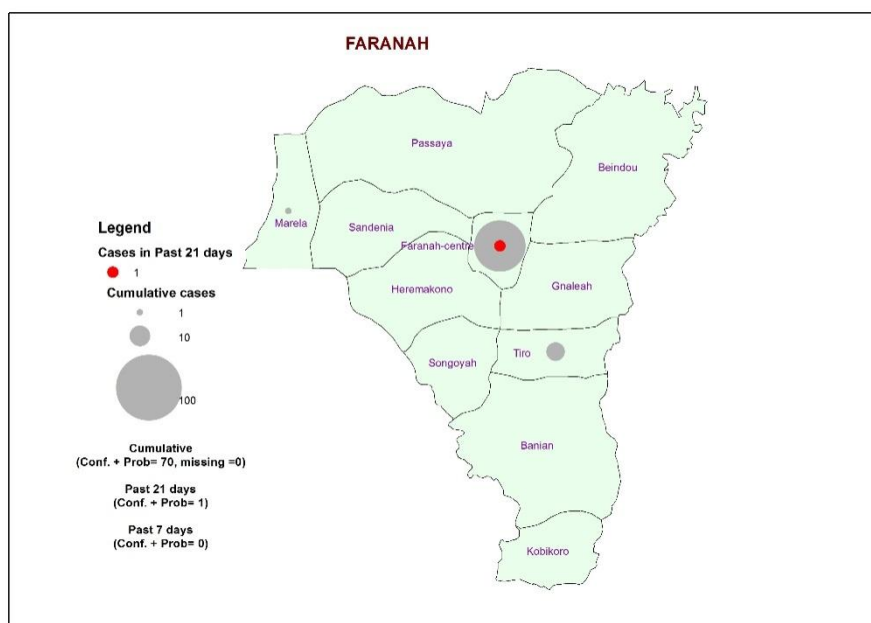 FARANAH
Passaya
Beindou
Marela
Sandenia
Faranah-centre
Heremakono
Gnaleah
Songoyah
Tiro
Banian
Kobikoro
Legend
Cases in Past 21 days
1
Cumulative cases
1
10
100
Cumulative
(Conf. + Prob= 70, missing =0)
Past 21 days
(Conf. + Prob= 1)
Past 7 days
(Conf. + Prob= 0)